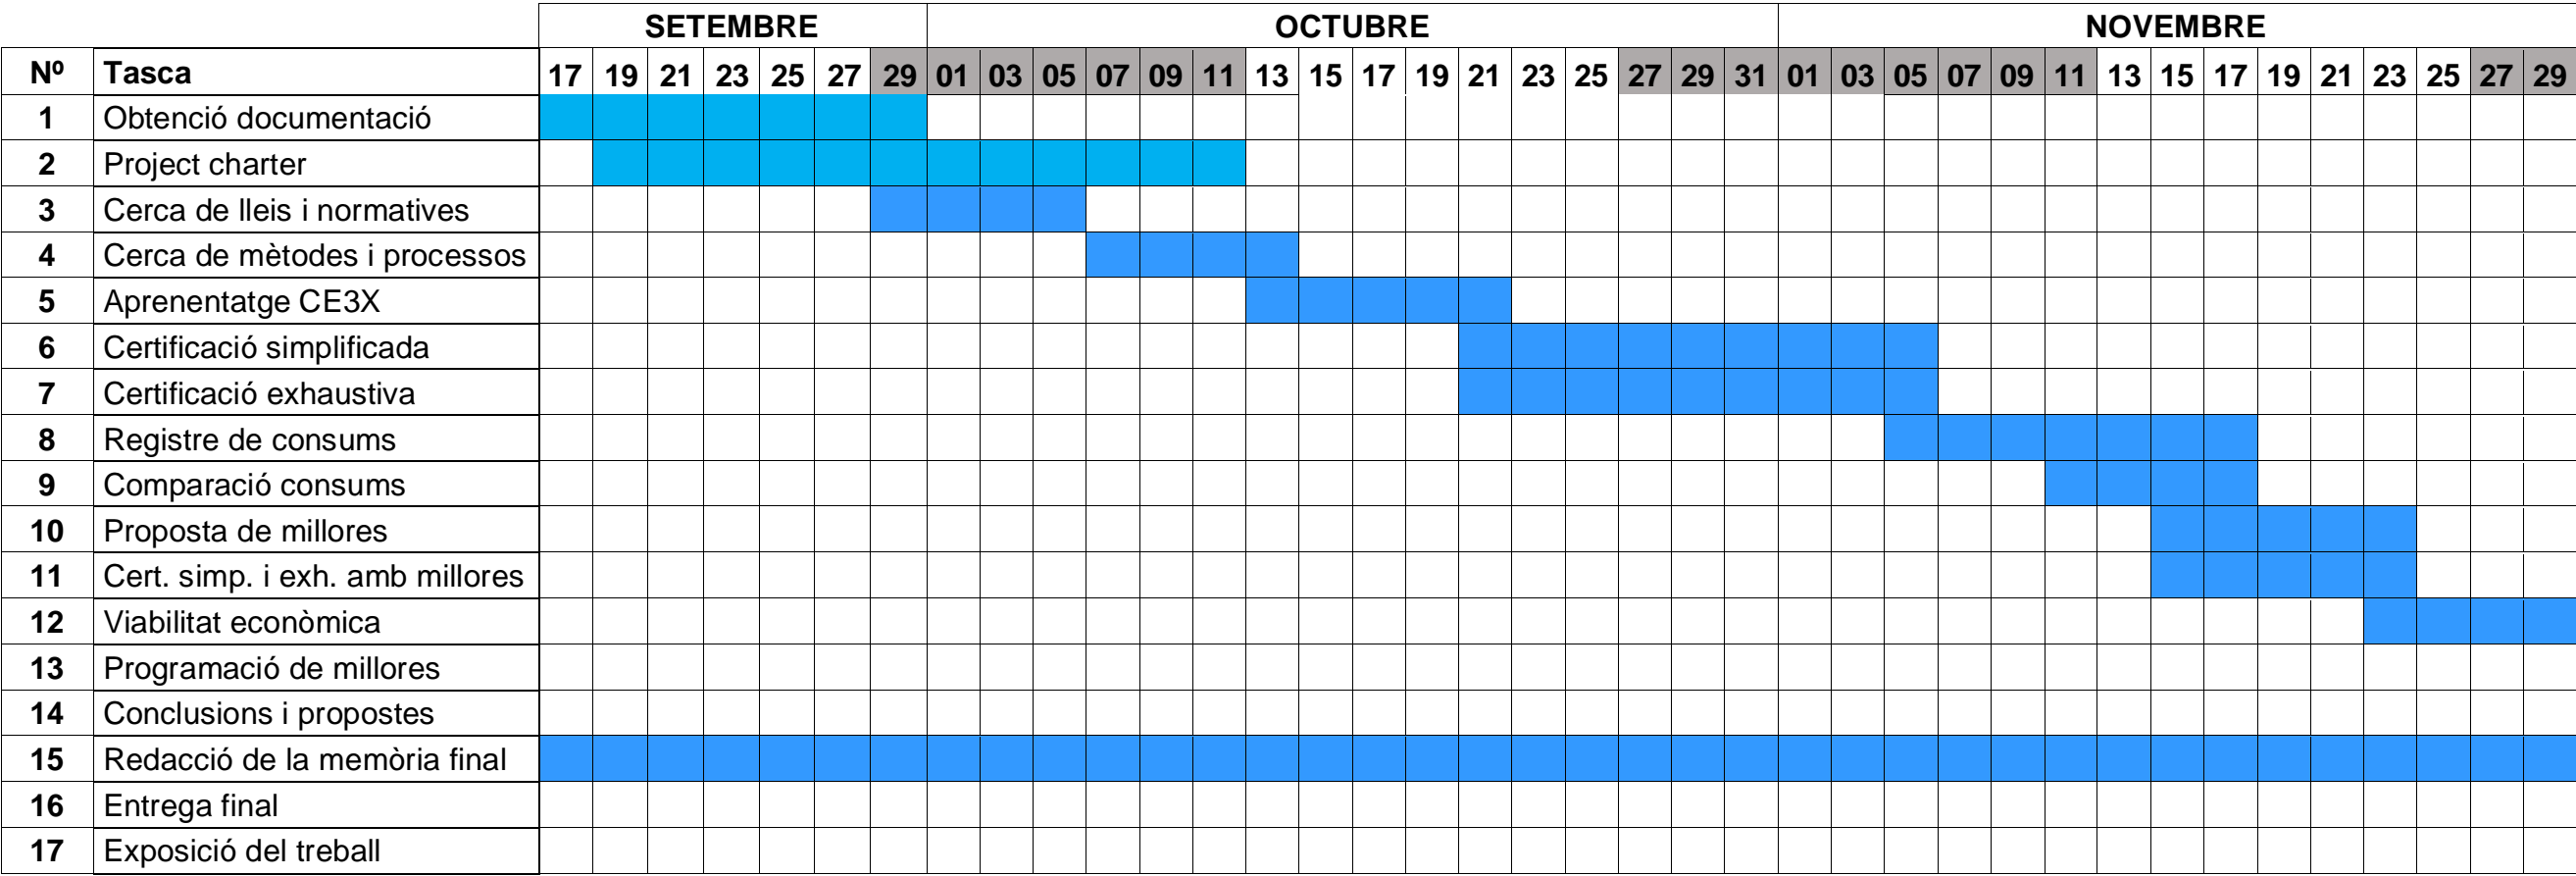 SETEMBRE OCTUBRE NOVEMBRE
Nº Tasca 17 19 21 23 25 27 29 01 03 05 07 09 11 13 15 17 19 21 23 25 27 29 31 01 03 05 07 09 11 13 15 17 19 21 23 25 27 29
1 Obtenció documentació
2 Project charter
3 Cerca de lleis i normatives
4 Cerca de mètodes i processos
5 Aprenentatge CE3X
6 Certificació simplificada
7 Certificació exhaustiva
8 Registre de consums
9 Comparació consums
10 Proposta de millores
11 Cert. simp. i exh. amb millores
12 Viabilitat econòmica
13 Programació de millores
14 Conclusions i propostes
15 Redacció de la memòria final
16 Entrega final
17 Exposició del treball